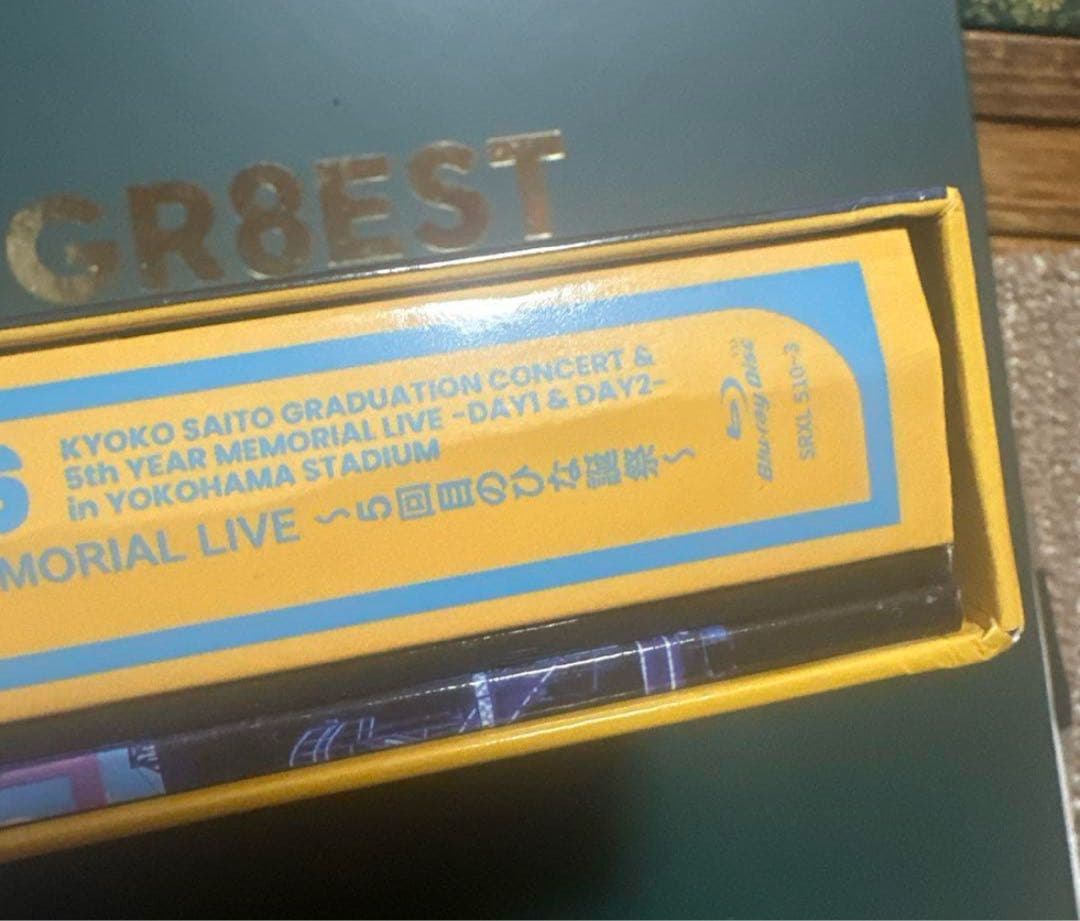 GR8EST
KYOKO SAITO GRADUATION CONCERT &
5th YEAR MEMORIAL LIVE -DAY1 & DAY2-
in YOKOHAMA STADIUM
MORIAL LIVE ～5回目のひな誕祭～
Blu-ray Disc
SRXL 510~3